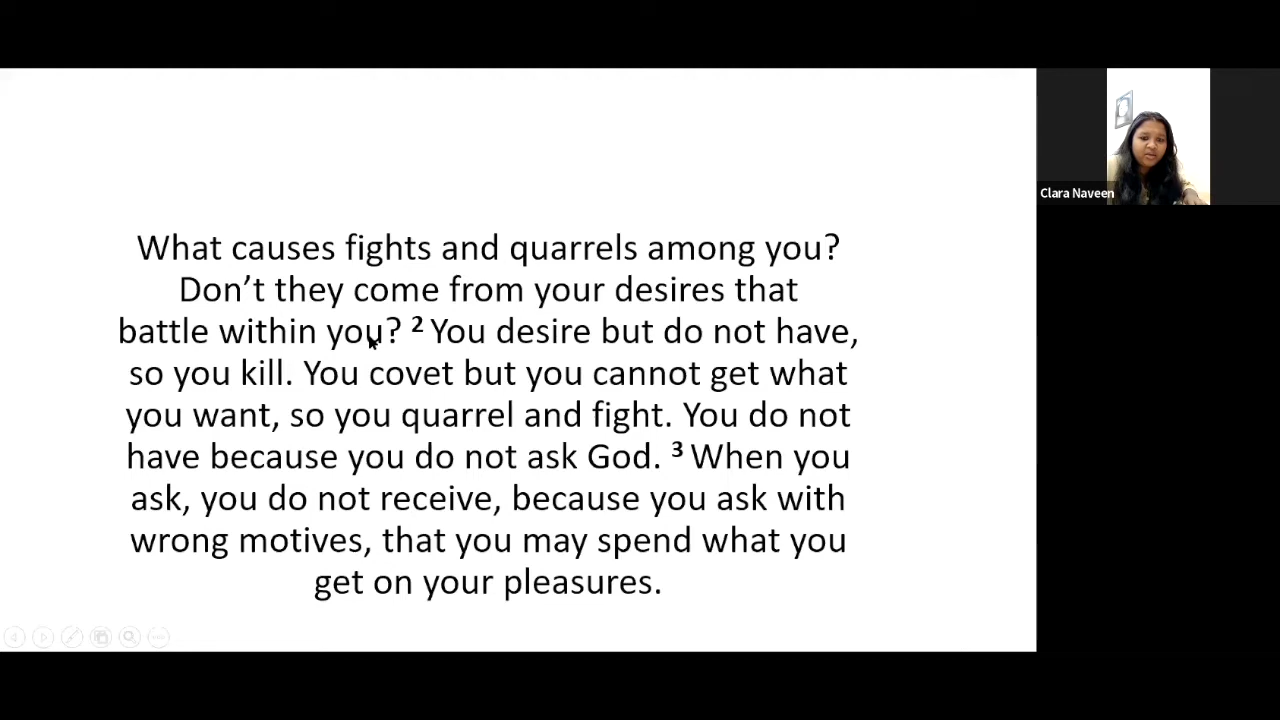 What causes fights and quarrels among you?
Don’t they come from your desires that
battle within you? ² You desire but do not have,
so you kill. You covet but you cannot get what
you want, so you quarrel and fight. You do not
have because you do not ask God. ³ When you
ask, you do not receive, because you ask with
wrong motives, that you may spend what you
get on your pleasures.
Clara Naveen